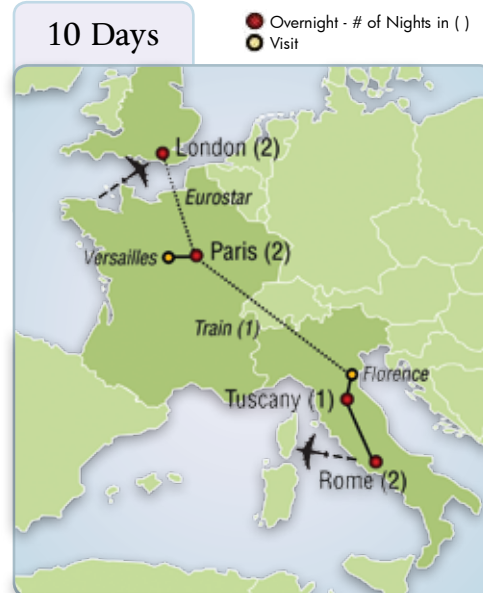 10 Days
Overnight - # of Nights in ( )
Visit
London (2)
Eurostar
Versailles
Paris (2)
Train (1)
Florence
Tuscany (1)
Rome (2)